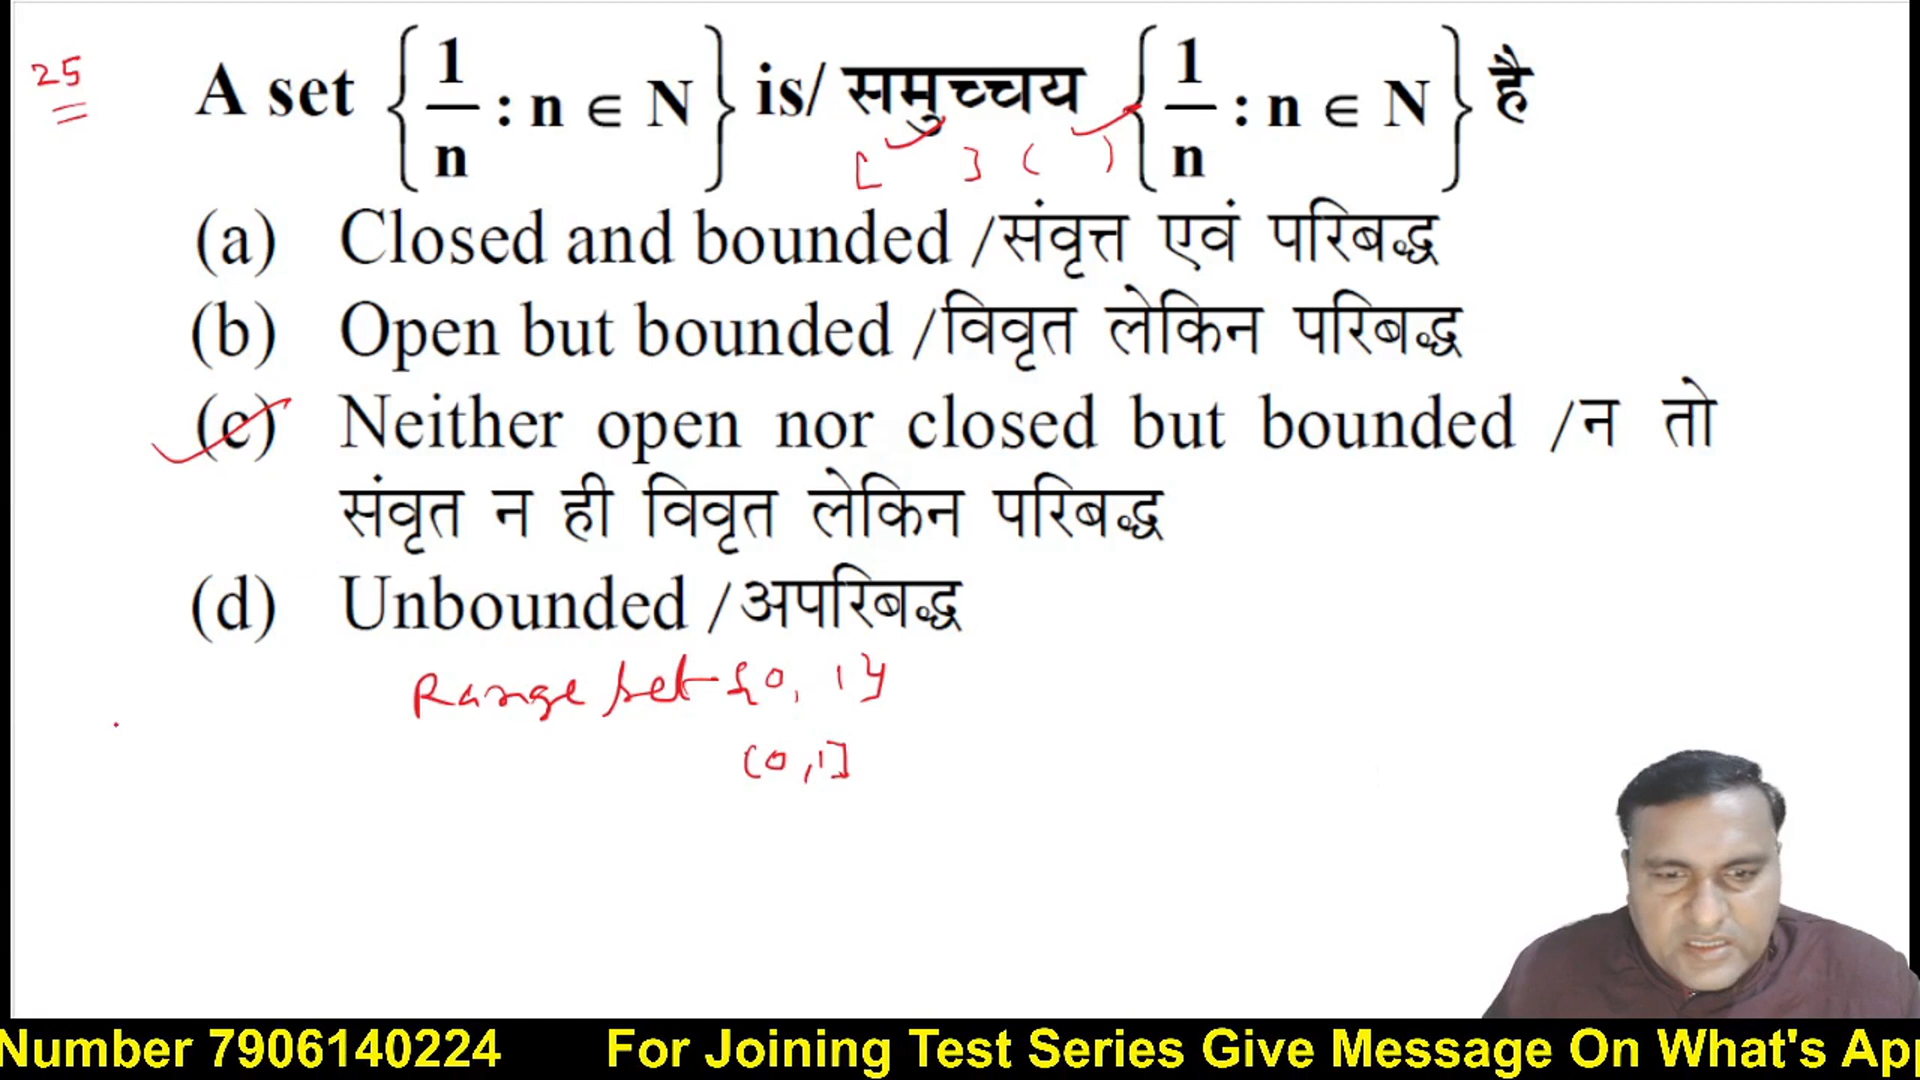 25
A set {1/n : n ∈ N} is/ समुच्चय {1/n : n ∈ N} है
[ ] ( )
(a) Closed and bounded /संवृत्त एवं परिबद्ध
(b) Open but bounded /विवृत लेकिन परिबद्ध
(c) Neither open nor closed but bounded /न तो
संवृत न ही विवृत लेकिन परिबद्ध
(d) Unbounded /अपरिबद्ध
Range set {0, 1}
(0,1]
Number 7906140224 For Joining Test Series Give Message On What's Ap